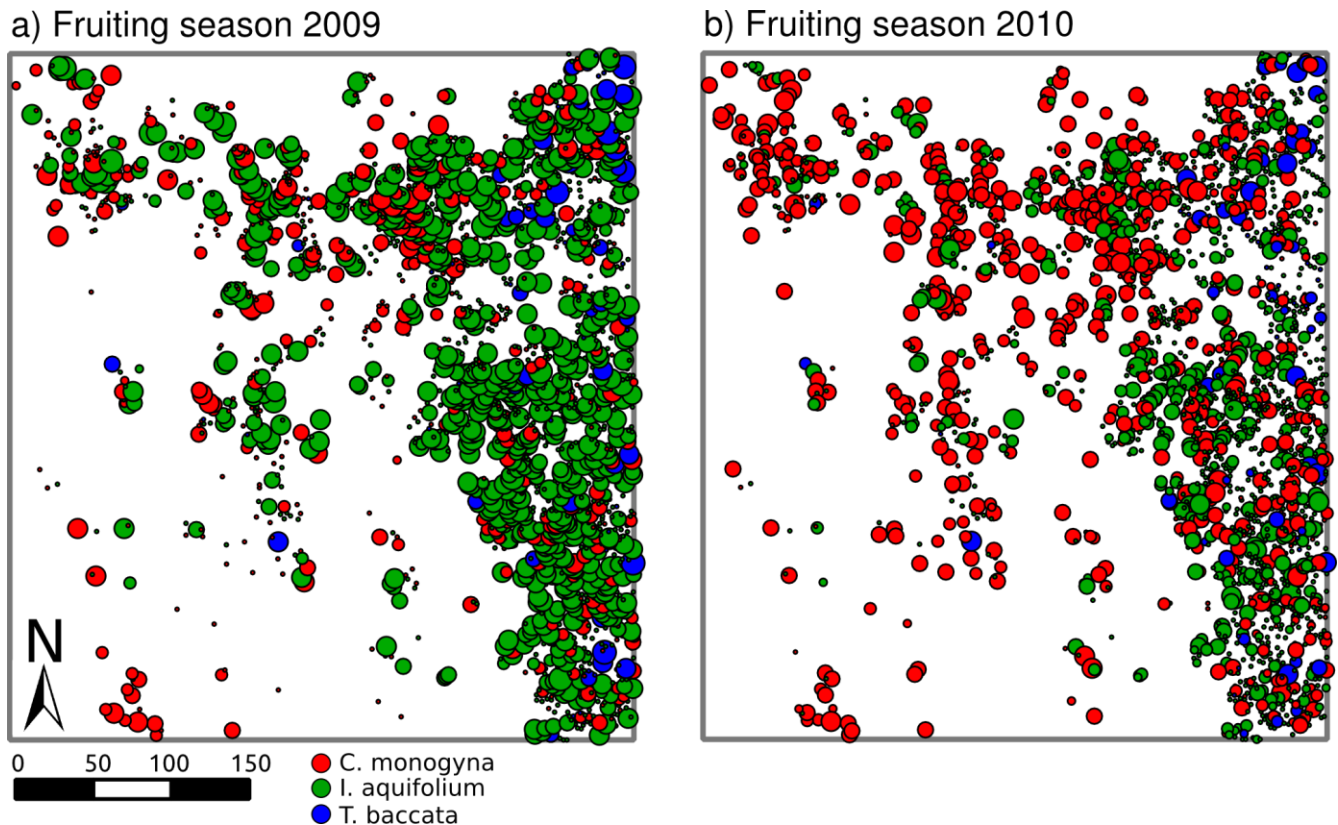 a) Fruiting season 2009
b) Fruiting season 2010
N
0 50 100 150
C. monogyna
I. aquifolium
T. baccata